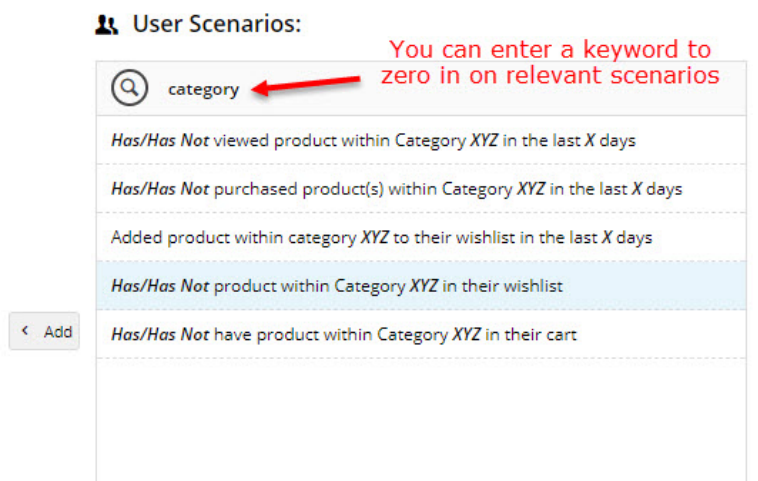 User Scenarios:
You can enter a keyword to
zero in on relevant scenarios
category
Has/Has Not viewed product within Category XYZ in the last X days
Has/Has Not purchased product(s) within Category XYZ in the last X days
Added product within category XYZ to their wishlist in the last X days
Has/Has Not product within Category XYZ in their wishlist
Add
Has/Has Not have product within Category XYZ in their cart